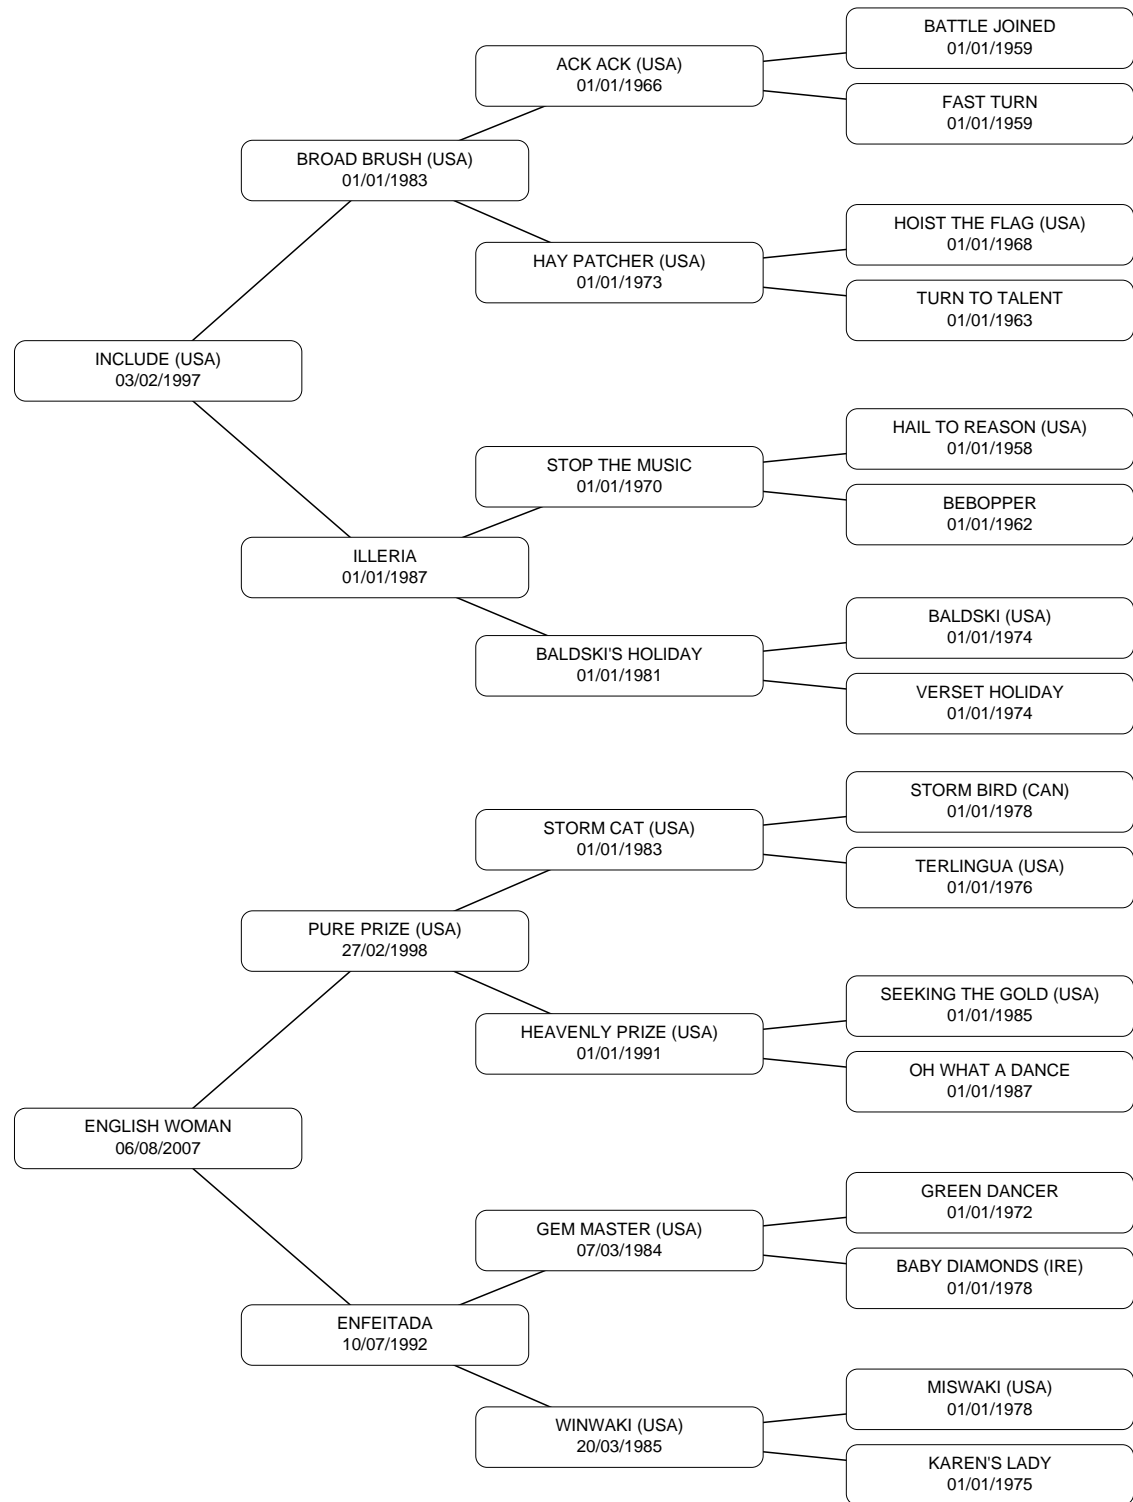 BATTLE JOINED
01/01/1959
ACK ACK (USA)
01/01/1966
FAST TURN
01/01/1959
BROAD BRUSH (USA)
01/01/1983
HOIST THE FLAG (USA)
01/01/1968
HAY PATCHER (USA)
01/01/1973
TURN TO TALENT
01/01/1963
INCLUDE (USA)
03/02/1997
HAIL TO REASON (USA)
01/01/1958
STOP THE MUSIC
01/01/1970
BEBOPPER
01/01/1962
ILLERIA
01/01/1987
BALDSKI (USA)
01/01/1974
BALDSKI'S HOLIDAY
01/01/1981
VERSET HOLIDAY
01/01/1974
STORM BIRD (CAN)
01/01/1978
STORM CAT (USA)
01/01/1983
TERLINGUA (USA)
01/01/1976
PURE PRIZE (USA)
27/02/1998
SEEKING THE GOLD (USA)
01/01/1985
HEAVENLY PRIZE (USA)
01/01/1991
OH WHAT A DANCE
01/01/1987
ENGLISH WOMAN
06/08/2007
GREEN DANCER
01/01/1972
GEM MASTER (USA)
07/03/1984
BABY DIAMONDS (IRE)
01/01/1978
ENFEITADA
10/07/1992
MISWAKI (USA)
01/01/1978
WINWAKI (USA)
20/03/1985
KAREN'S LADY
01/01/1975